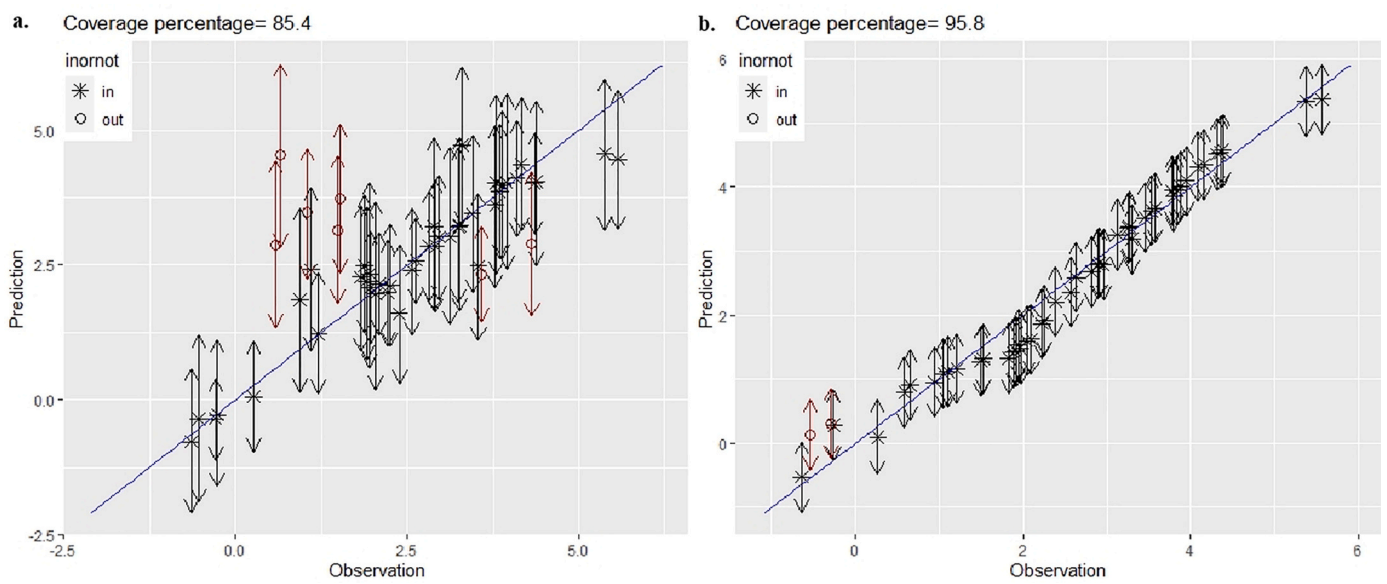 a. Coverage percentage= 85.4
inornot
in
out
5.0
2.5
0.0
-2.5
-2.5 0.0 2.5 5.0
Prediction
Observation
b. Coverage percentage= 95.8
inornot
in
out
6
4
2
0
0 2 4 6
Prediction
Observation